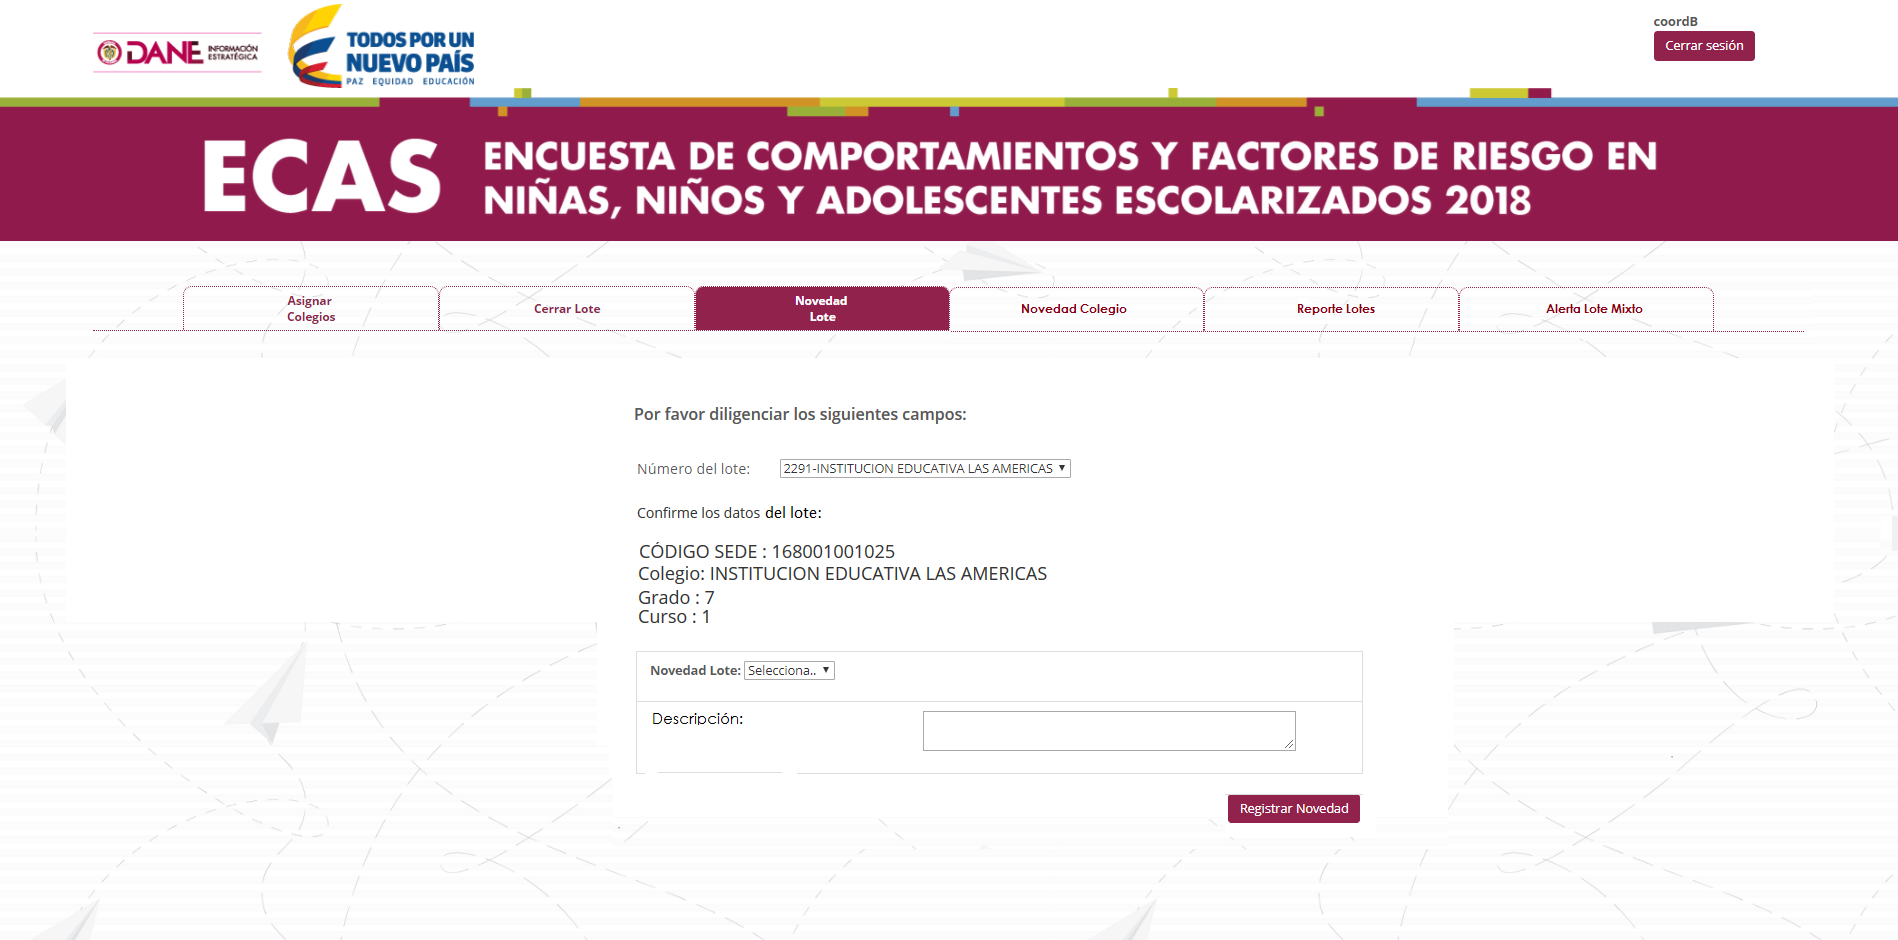 DANE INFORMACIÓN ESTRATÉGICA
TODOS POR UN
NUEVO PAÍS
PAZ EQUIDAD EDUCACIÓN
coordB
Cerrar sesión
ECAS
ENCUESTA DE COMPORTAMIENTOS Y FACTORES DE RIESGO EN
NIÑAS, NIÑOS Y ADOLESCENTES ESCOLARIZADOS 2018
Asignar
Colegios
Cerrar Lote
Novedad
Lote
Novedad Colegio
Reporte Lotes
Alerta Lote Mixto
Por favor diligenciar los siguientes campos:
Número del lote: 2291-INSTITUCION EDUCATIVA LAS AMERICAS
Confirme los datos del lote:
CÓDIGO SEDE : 168001001025
Colegio: INSTITUCION EDUCATIVA LAS AMERICAS
Grado : 7
Curso : 1
Novedad Lote: Selecciona..
Descripción:
Registrar Novedad